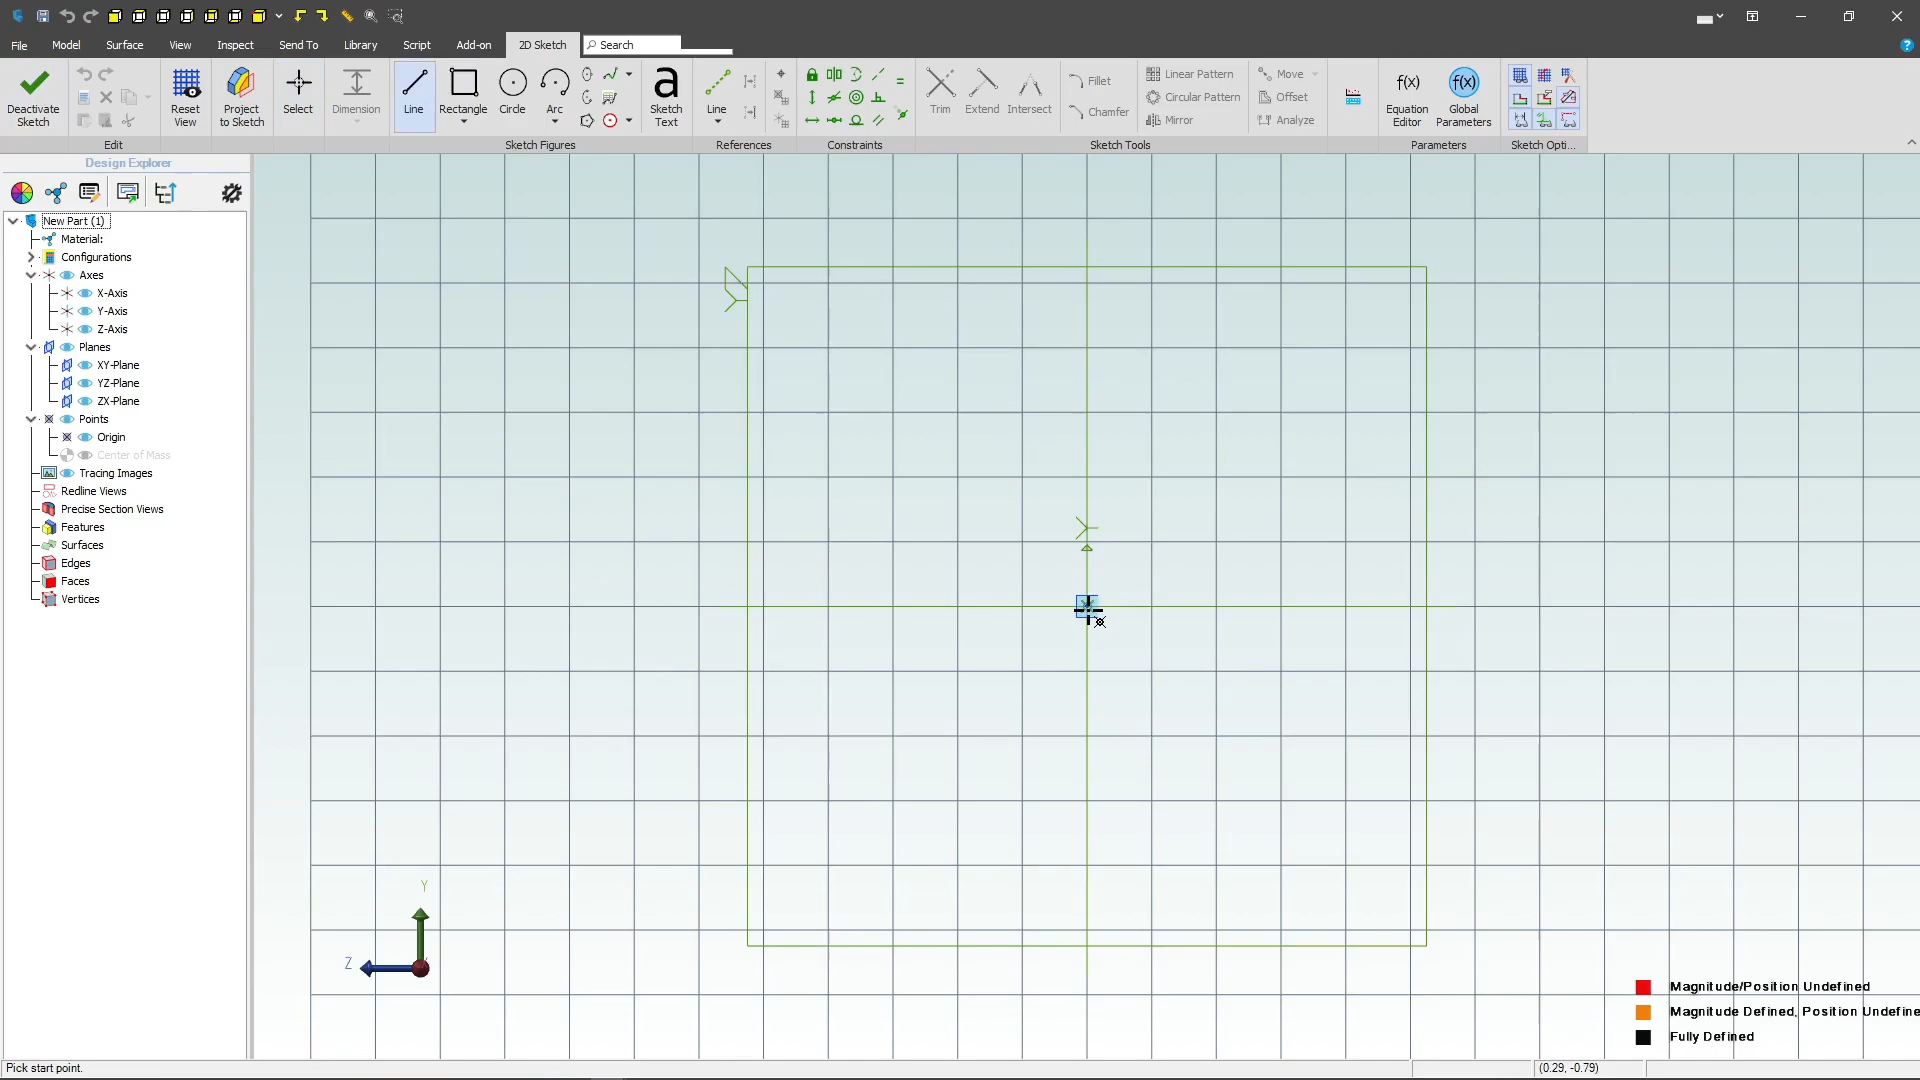 File
Model
Surface
View
Inspect
Send To
Library
Script
Add-on
2D Sketch
Search
Deactivate
Sketch
Reset
View
Project
to Sketch
Select
Dimension
Line
Rectangle
Circle
Arc
a
Sketch
Text
Line
Trim
Extend
Intersect
Fillet
Chamfer
Linear Pattern
Circular Pattern
Mirror
Move
Offset
Analyze
f(x)
Equation
Editor
f(x)
Global
Parameters
Edit
Sketch Figures
References
Constraints
Sketch Tools
Parameters
Sketch Opti...
Design Explorer
New Part (1)
Material:
Configurations
Axes
X-Axis
Y-Axis
Z-Axis
Planes
XY-Plane
YZ-Plane
ZX-Plane
Points
Origin
Center of Mass
Tracing Images
Redline Views
Precise Section Views
Features
Surfaces
Edges
Faces
Vertices
Y
Z
Magnitude/Position Undefined
Magnitude Defined, Position Undefine
Fully Defined
Pick start point.
(0.29, -0.79)